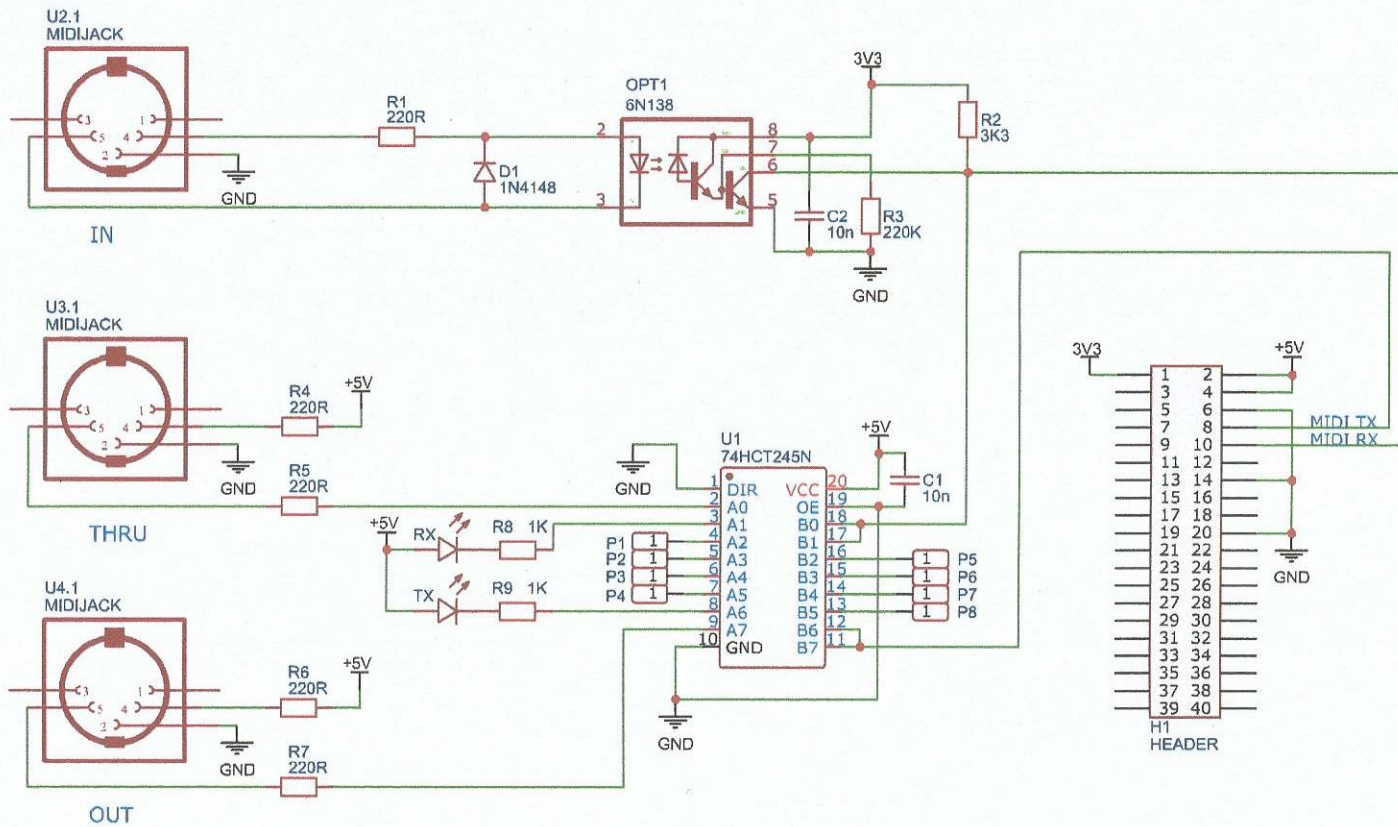 U2.1
MIDIJACK
3 1
5 4
2
GND
IN
R1
220R
D1
1N4148
OPT1
6N138
2
3
8
7
6
5
3V3
R2
3K3
C2
10n
R3
220K
GND
U3.1
MIDIJACK
3 1
5 4
2
GND
THRU
R4
220R
+5V
R5
220R
U4.1
MIDIJACK
3 1
5 4
2
GND
OUT
R6
220R
+5V
R7
220R
+5V
RX
R8 1K
TX
R9 1K
GND
P1 1
P2 1
P3 1
P4 1
U1
74HCT245N
1 DIR VCC 20
2 A0 OE 19
3 A1 B0 18
4 A2 B1 17
5 A3 B2 16
6 A4 B3 15
7 A5 B4 14
8 A6 B5 13
9 A7 B6 12
10 GND B7 11
GND
+5V
C1
10n
1 P5
1 P6
1 P7
1 P8
3V3
+5V
1 2
3 4
5 6
7 8
9 10
11 12
13 14
15 16
17 18
19 20
21 22
23 24
25 26
27 28
29 30
31 32
33 34
35 36
37 38
39 40
MIDI TX
MIDI RX
GND
H1
HEADER